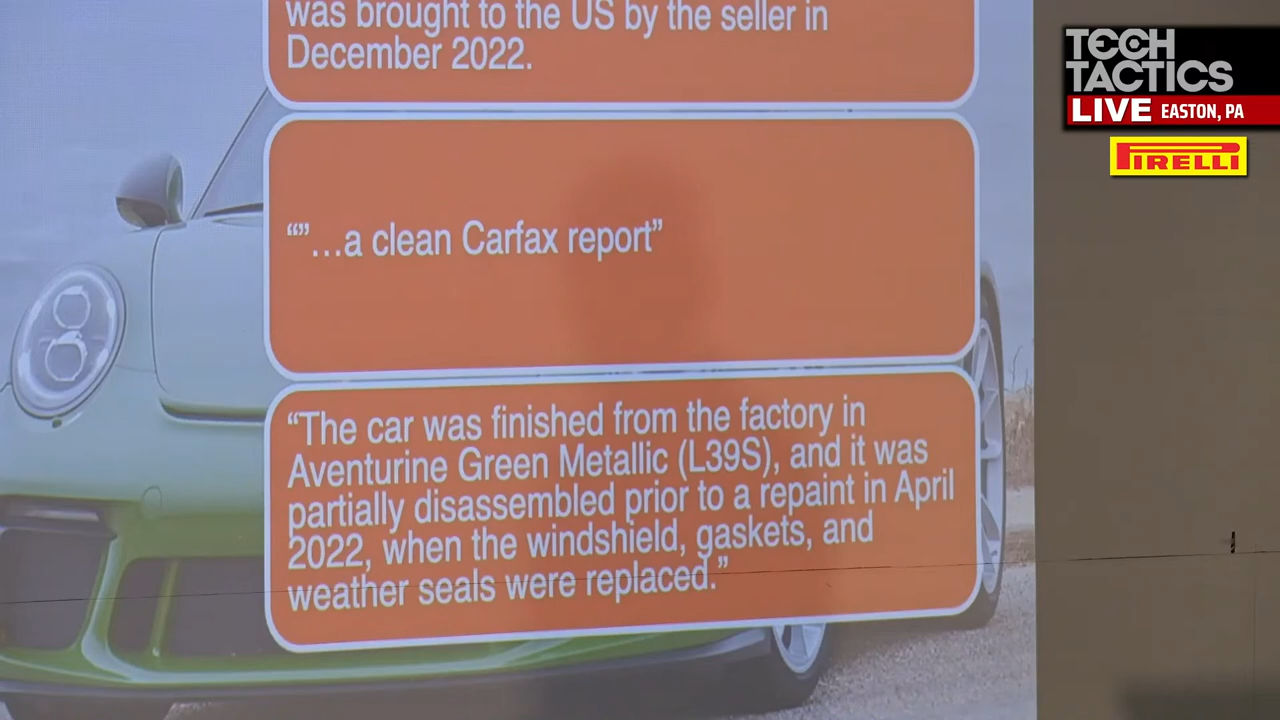 was brought to the US by the seller in
December 2022.
“”...a clean Carfax report”
“The car was finished from the factory in
Aventurine Green Metallic (L39S), and it was
partially disassembled prior to a repaint in April
2022, when the windshield, gaskets, and
weather seals were replaced.”
TECH
TACTICS
LIVE EASTON, PA
PIRELLI